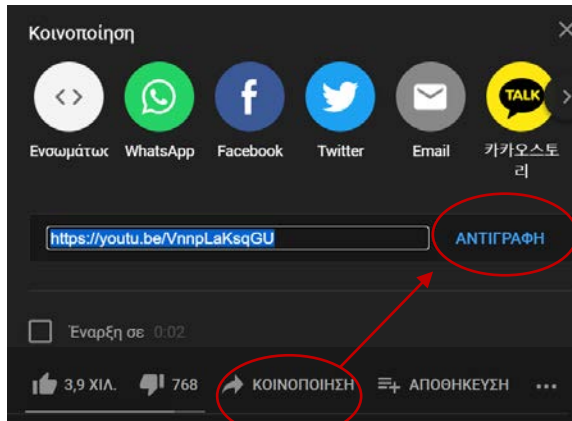 Κοινοποίηση
Ενσωμάτως WhatsApp Facebook Twitter Email 카카오스토리
TALK
https://youtu.be/VnnpLaKsqGU ΑΝΤΙΓΡΑΦΗ
Έναρξη σε 0:02
3,9 ΧΙΛ. 768 ΚΟΙΝΟΠΟΙΗΣΗ ΑΠΟΘΗΚΕΥΣΗ